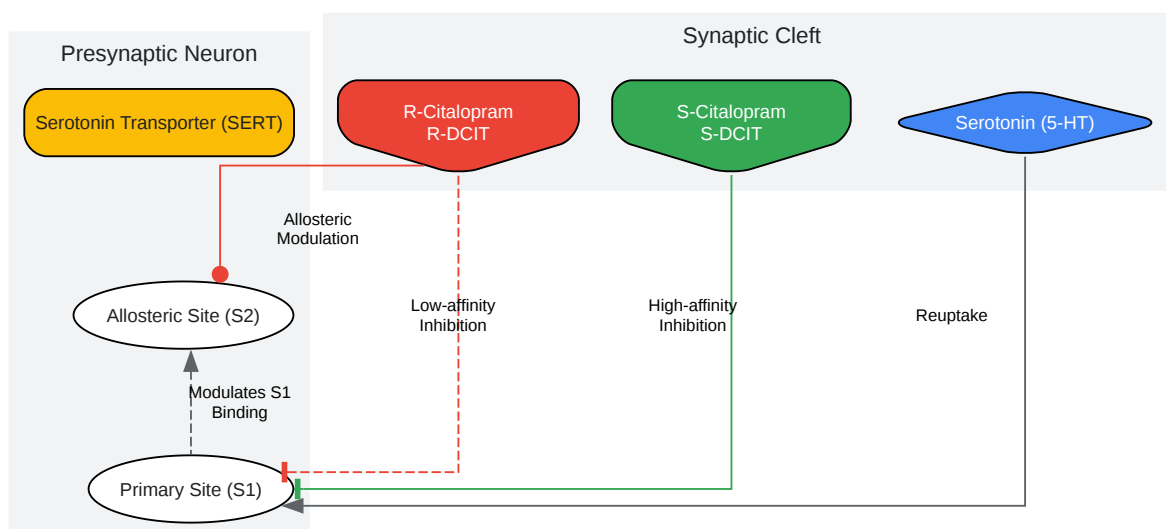 Synaptic Cleft
Presynaptic Neuron
Serotonin Transporter (SERT)
R-Citalopram
R-DCIT
S-Citalopram
S-DCIT
Serotonin (5-HT)
Allosteric
Modulation
Allosteric Site (S2)
Low-affinity
Inhibition
High-affinity
Inhibition
Reuptake
Modulates S1
Binding
Primary Site (S1)